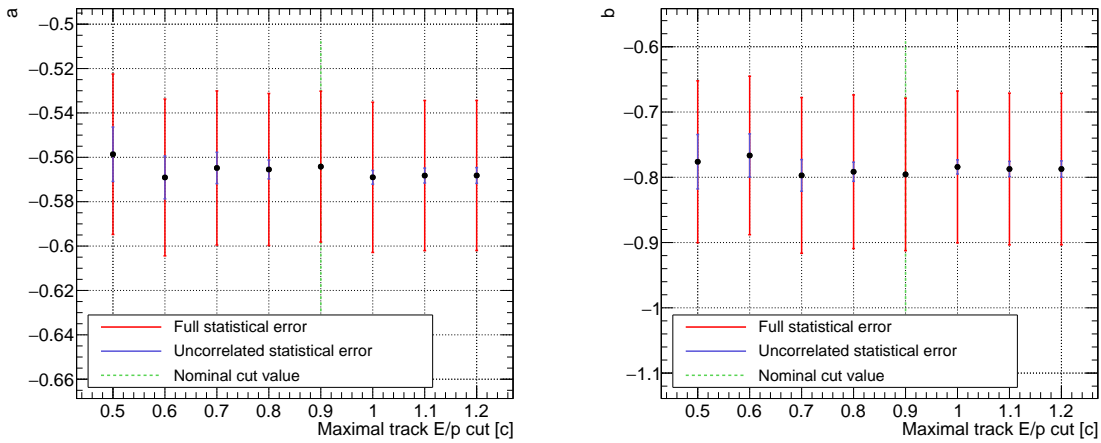 a
−0.5
−0.52
−0.54
−0.56
−0.58
−0.6
−0.62
−0.64
−0.66
Full statistical error
Uncorrelated statistical error
Nominal cut value
0.5 0.6 0.7 0.8 0.9 1 1.1 1.2
Maximal track E/p cut [c]
b
−0.6
−0.7
−0.8
−0.9
−1
−1.1
Full statistical error
Uncorrelated statistical error
Nominal cut value
0.5 0.6 0.7 0.8 0.9 1 1.1 1.2
Maximal track E/p cut [c]